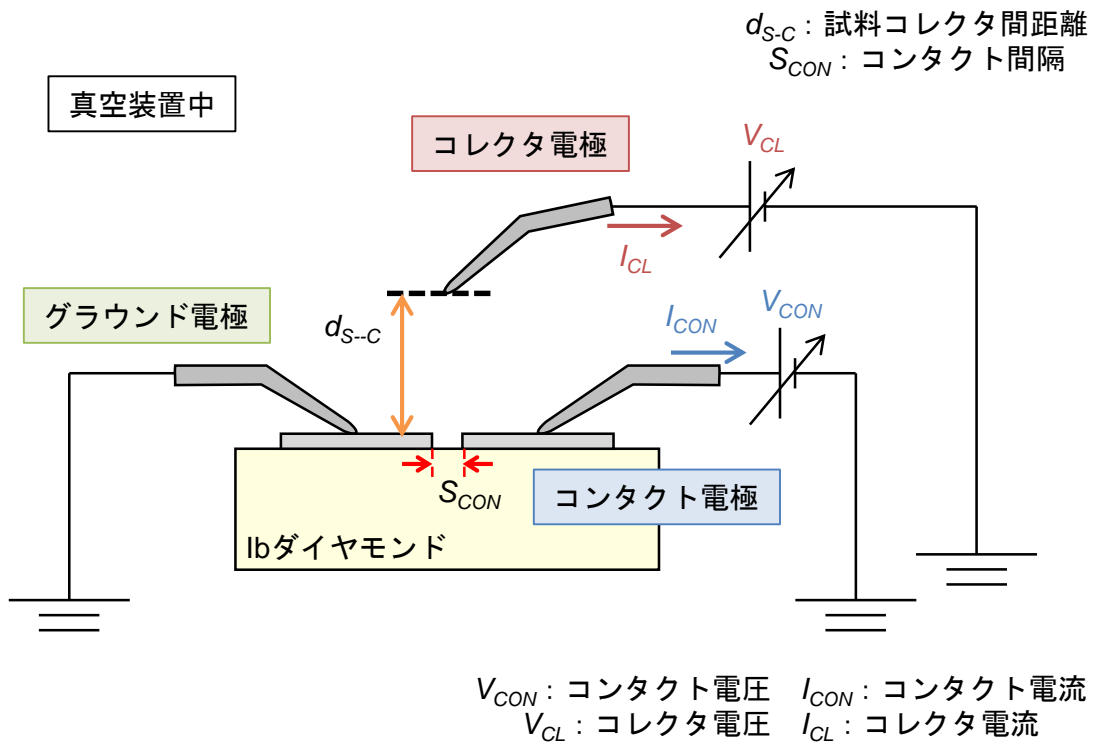 d_{S-C}：試料コレクタ間距離
S_{CON}：コンタクト間隔
真空装置中
コレクタ電極
V_{CL}
I_{CL}
グラウンド電極
d_{S--C}
I_{CON}
V_{CON}
S_{CON}
コンタクト電極
Ibダイヤモンド
V_{CON}：コンタクト電圧　I_{CON}：コンタクト電流
V_{CL}：コレクタ電圧　I_{CL}：コレクタ電流